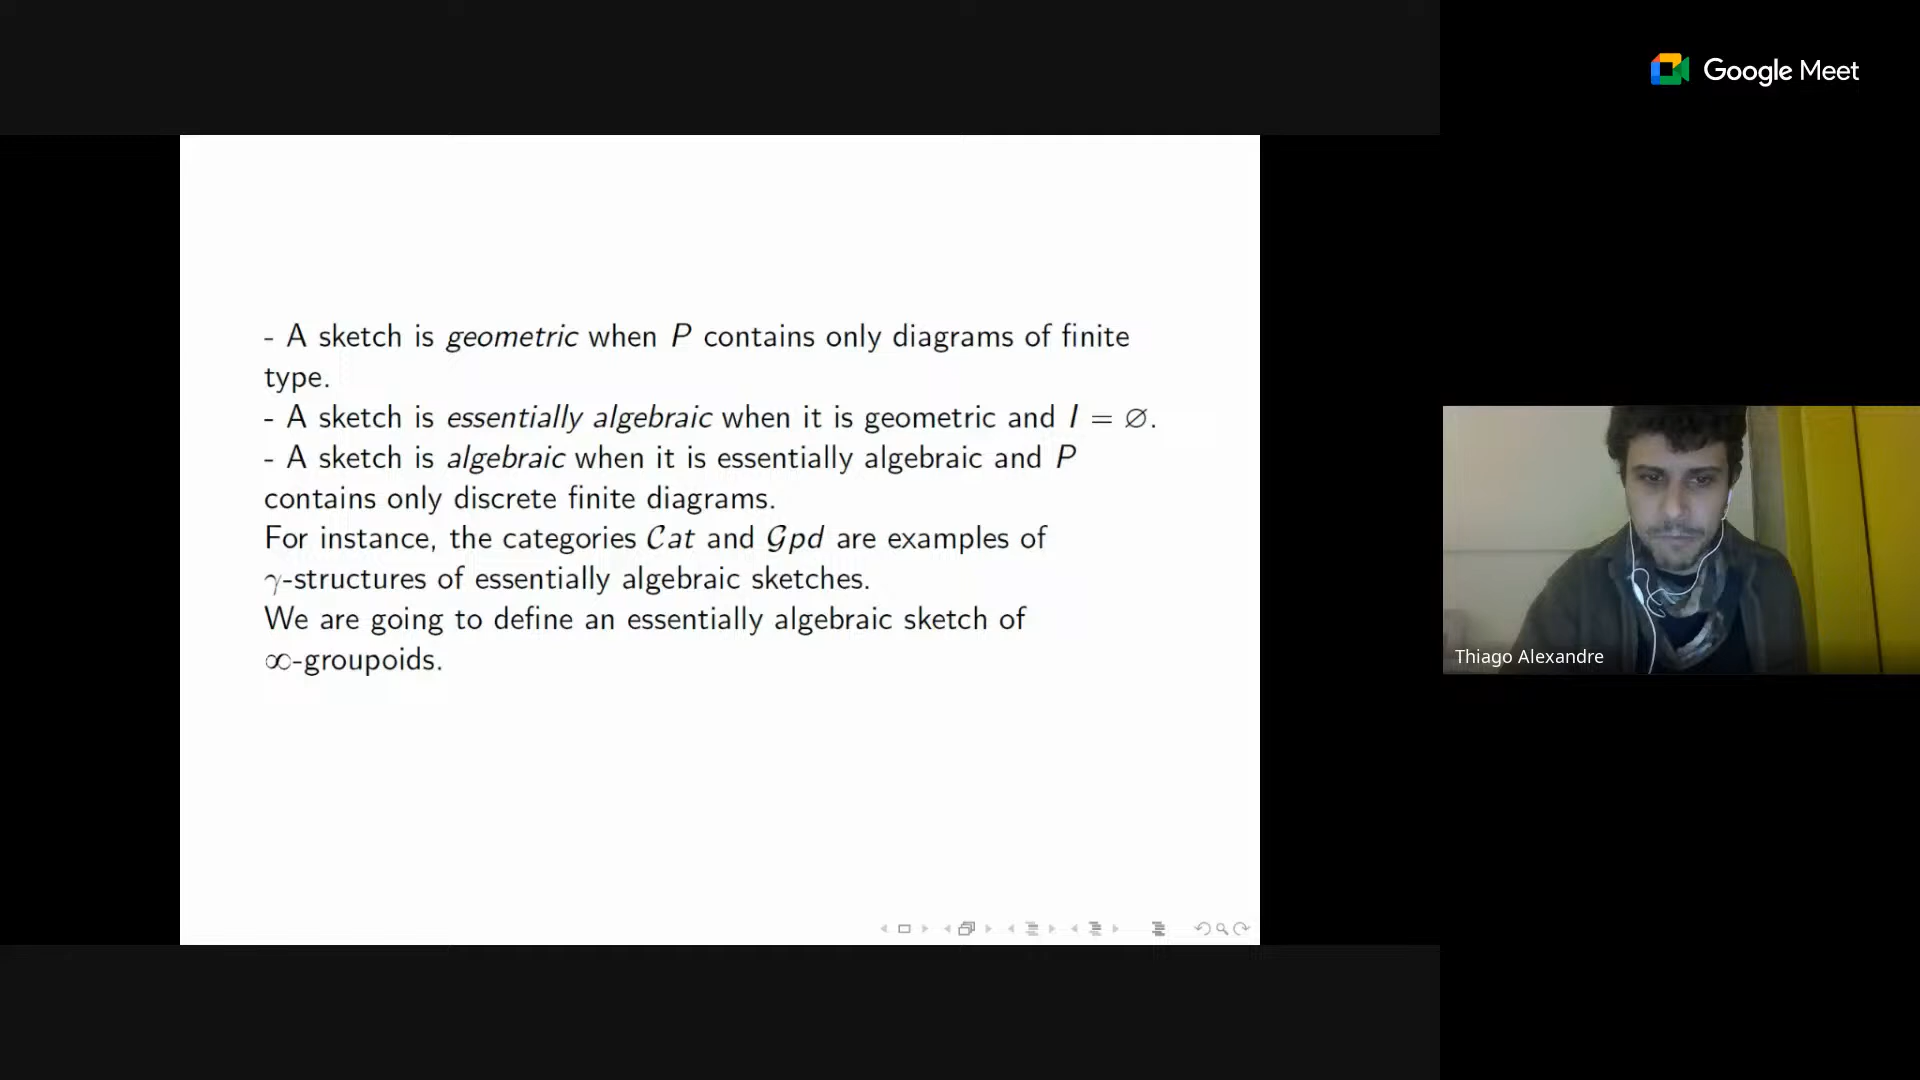 Google Meet
- A sketch is geometric when P contains only diagrams of finite
type.
- A sketch is essentially algebraic when it is geometric and I = ∅.
- A sketch is algebraic when it is essentially algebraic and P
contains only discrete finite diagrams.
For instance, the categories 𝒞at and 𝒢pd are examples of
γ-structures of essentially algebraic sketches.
We are going to define an essentially algebraic sketch of
∞-groupoids.
Thiago Alexandre